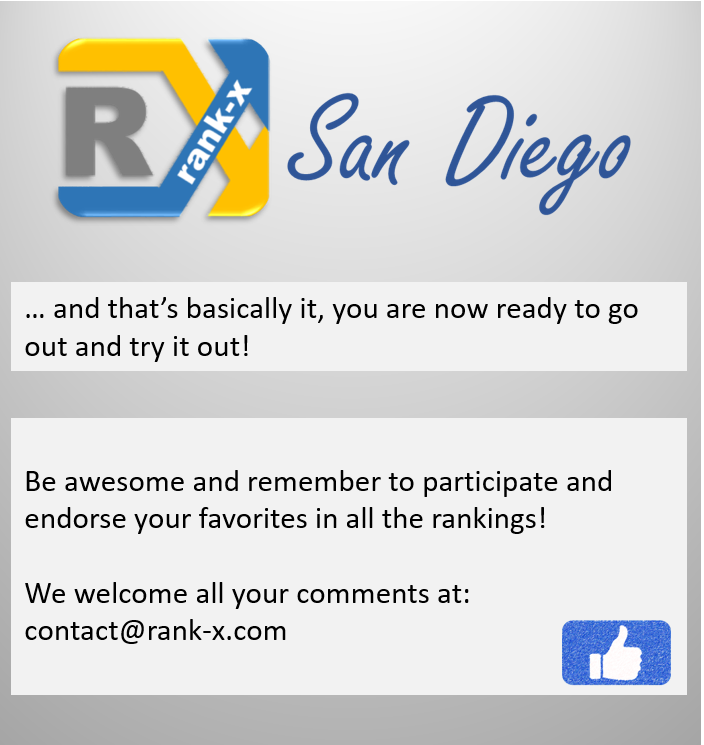 R
rank-x
San Diego
… and that’s basically it, you are now ready to go
out and try it out!
Be awesome and remember to participate and
endorse your favorites in all the rankings!
We welcome all your comments at:
contact@rank-x.com